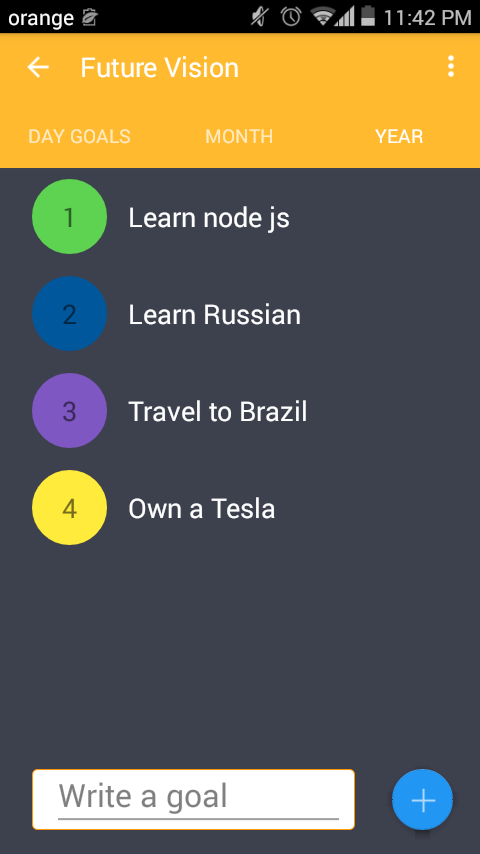 orange 11:42 PM
Future Vision
DAY GOALS MONTH YEAR
1 Learn node js
2 Learn Russian
3 Travel to Brazil
4 Own a Tesla
Write a goal